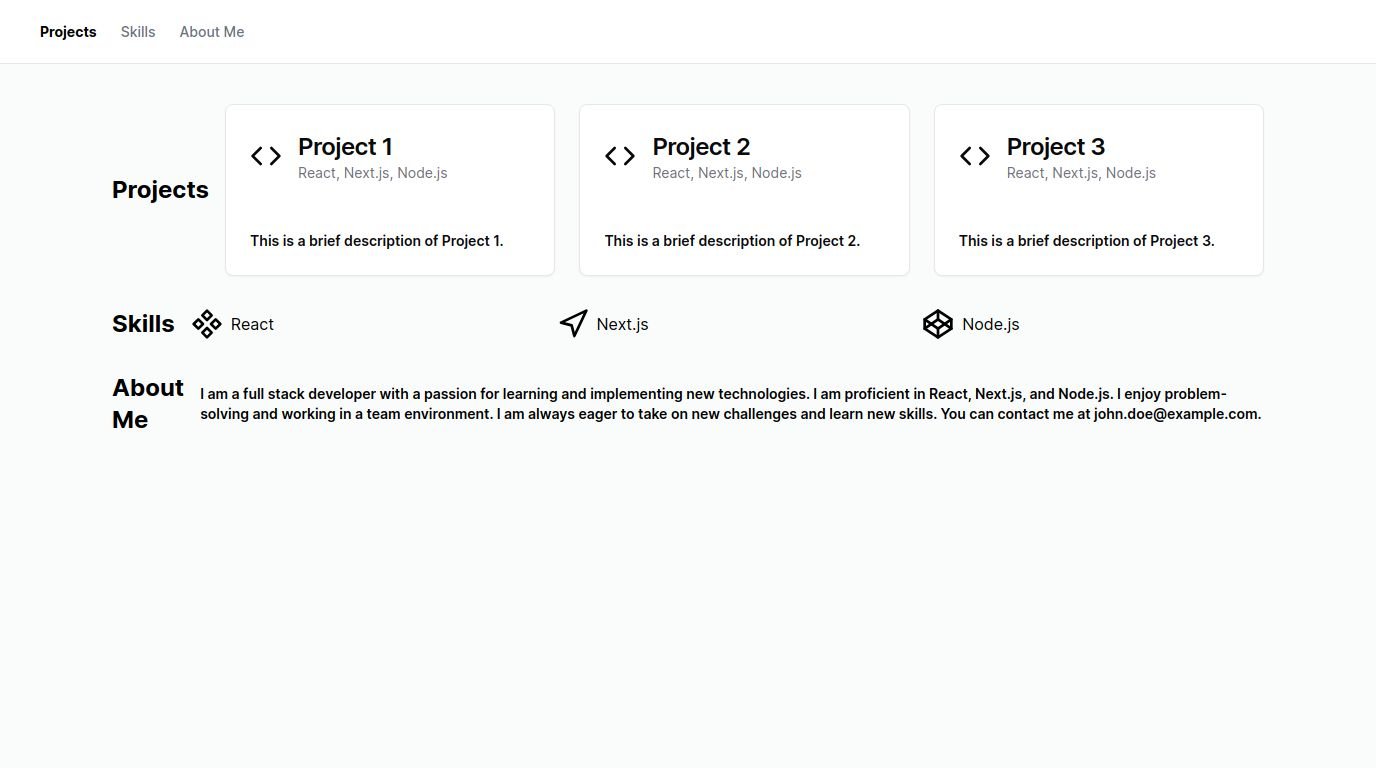 Projects
Skills
About Me
Projects
Project 1
React, Next.js, Node.js
This is a brief description of Project 1.
Project 2
React, Next.js, Node.js
This is a brief description of Project 2.
Project 3
React, Next.js, Node.js
This is a brief description of Project 3.
Skills
React
Next.js
Node.js
About
Me
I am a full stack developer with a passion for learning and implementing new technologies. I am proficient in React, Next.js, and Node.js. I enjoy problem-
solving and working in a team environment. I am always eager to take on new challenges and learn new skills. You can contact me at john.doe@example.com.